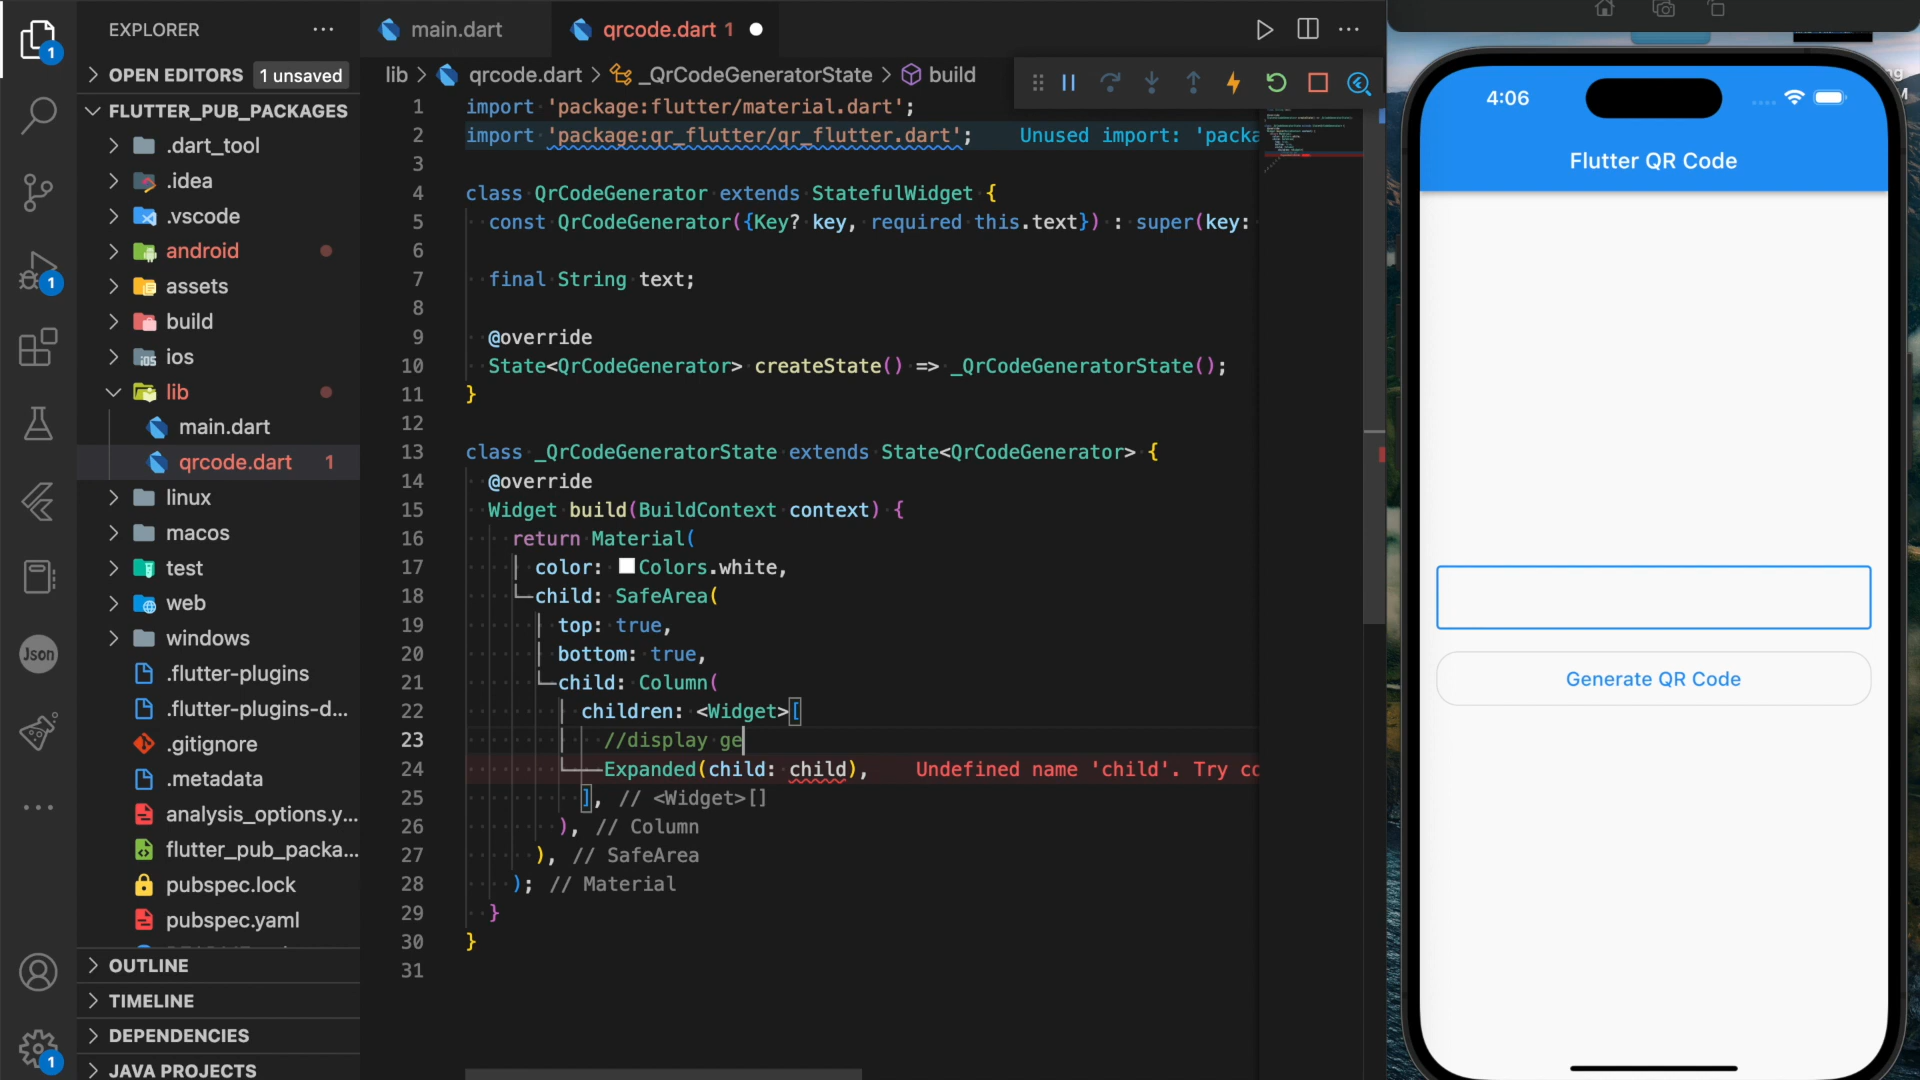 EXPLORER
OPEN EDITORS 1 unsaved
FLUTTER_PUB_PACKAGES
.dart_tool
.idea
.vscode
android
assets
build
ios
lib
main.dart
qrcode.dart 1
linux
macos
test
web
windows
.flutter-plugins
.flutter-plugins-d...
.gitignore
.metadata
analysis_options.y...
flutter_pub_packa...
pubspec.lock
pubspec.yaml
OUTLINE
TIMELINE
DEPENDENCIES
JAVA PROJECTS
1
1
Json
1
main.dart
qrcode.dart 1
lib > qrcode.dart > _QrCodeGeneratorState > build
1 import 'package:flutter/material.dart';
2 import 'package:qr_flutter/qr_flutter.dart'; Unused import: 'packa
3
4 class QrCodeGenerator extends StatefulWidget {
5 const QrCodeGenerator({Key? key, required this.text}) : super(key:
6
7 final String text;
8
9 @override
10 State<QrCodeGenerator> createState() => _QrCodeGeneratorState();
11 }
12
13 class _QrCodeGeneratorState extends State<QrCodeGenerator> {
14 @override
15 Widget build(BuildContext context) {
16 return Material(
17 color: Colors.white,
18 child: SafeArea(
19 top: true,
20 bottom: true,
21 child: Column(
22 children: <Widget>[
23 //display ge
24 Expanded(child: child), Undefined name 'child'. Try co
25 ], // <Widget>[]
26 ), // Column
27 ), // SafeArea
28 ); // Material
29 }
30 }
31
4:06
Flutter QR Code
Generate QR Code